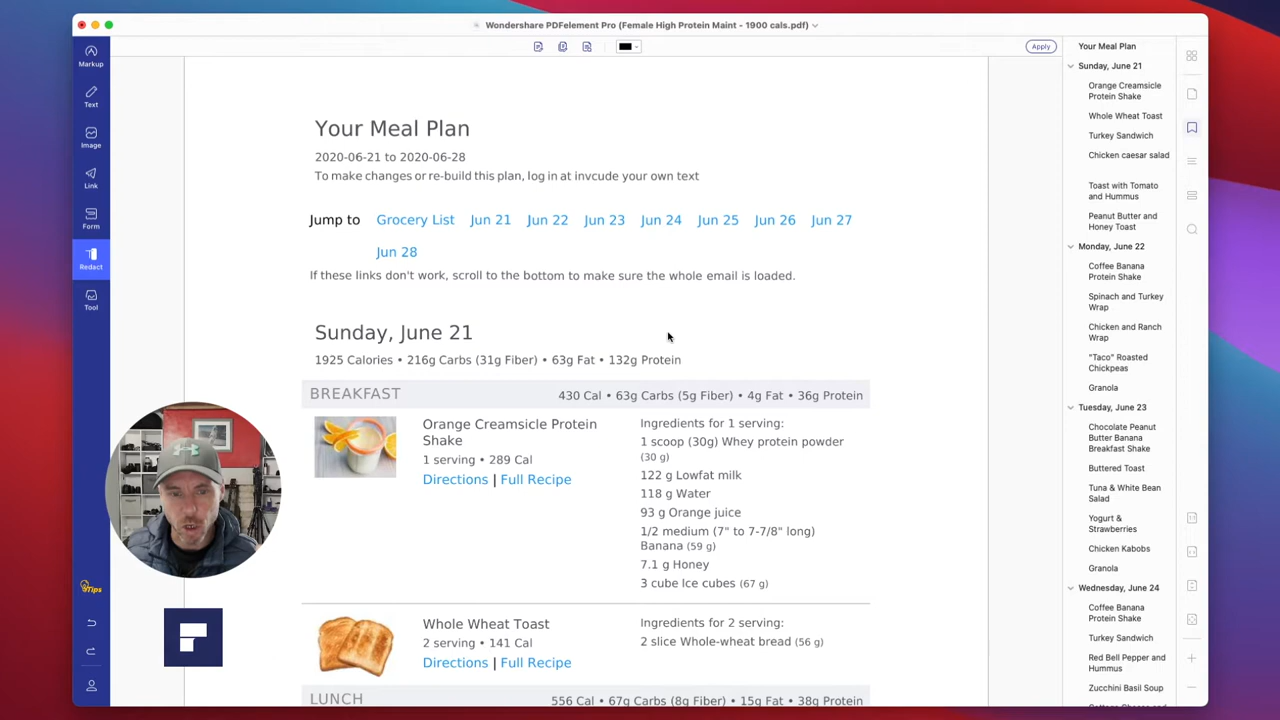 Wondershare PDFelement Pro (Female High Protein Maint - 1900 cals.pdf)
Apply
Markup
Text
Image
Link
Form
Redact
Tool
Tips
Your Meal Plan
2020-06-21 to 2020-06-28
To make changes or re-build this plan, log in at invcude your own text
Jump to Grocery List Jun 21 Jun 22 Jun 23 Jun 24 Jun 25 Jun 26 Jun 27
Jun 28
If these links don't work, scroll to the bottom to make sure the whole email is loaded.
Sunday, June 21
1925 Calories • 216g Carbs (31g Fiber) • 63g Fat • 132g Protein
BREAKFAST 430 Cal • 63g Carbs (5g Fiber) • 4g Fat • 36g Protein
Orange Creamsicle Protein
Shake
1 serving • 289 Cal
Directions | Full Recipe
Ingredients for 1 serving:
1 scoop (30g) Whey protein powder
(30 g)
122 g Lowfat milk
118 g Water
93 g Orange juice
1/2 medium (7" to 7-7/8" long)
Banana (59 g)
7.1 g Honey
3 cube Ice cubes (67 g)
Whole Wheat Toast
2 serving • 141 Cal
Directions | Full Recipe
Ingredients for 2 serving:
2 slice Whole-wheat bread (56 g)
LUNCH 556 Cal • 67g Carbs (8g Fiber) • 15g Fat • 38g Protein
Your Meal Plan
Sunday, June 21
Orange Creamsicle
Protein Shake
Whole Wheat Toast
Turkey Sandwich
Chicken caesar salad
Toast with Tomato
and Hummus
Peanut Butter and
Honey Toast
Monday, June 22
Coffee Banana
Protein Shake
Spinach and Turkey
Wrap
Chicken and Ranch
Wrap
"Taco" Roasted
Chickpeas
Granola
Tuesday, June 23
Chocolate Peanut
Butter Banana
Breakfast Shake
Buttered Toast
Tuna & White Bean
Salad
Yogurt &
Strawberries
Chicken Kabobs
Granola
Wednesday, June 24
Coffee Banana
Protein Shake
Turkey Sandwich
Red Bell Pepper and
Hummus
Zucchini Basil Soup